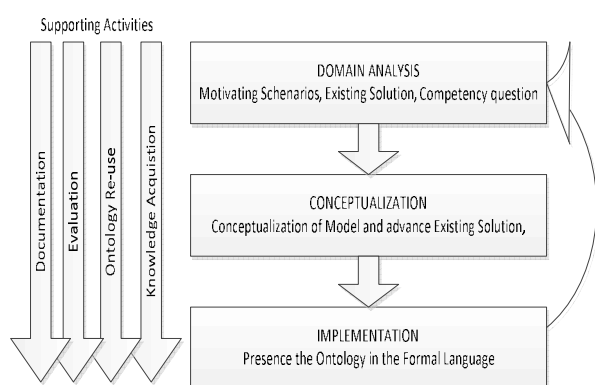 Supporting Activities
Documentation
Evaluation
Ontology Re-use
Knowledge Acquistion
DOMAIN ANALYSIS
Motivating Schenarios, Existing Solution, Competency question
CONCEPTUALIZATION
Conceptualization of Model and advance Existing Solution,
IMPLEMENTATION
Presence the Ontology in the Formal Language